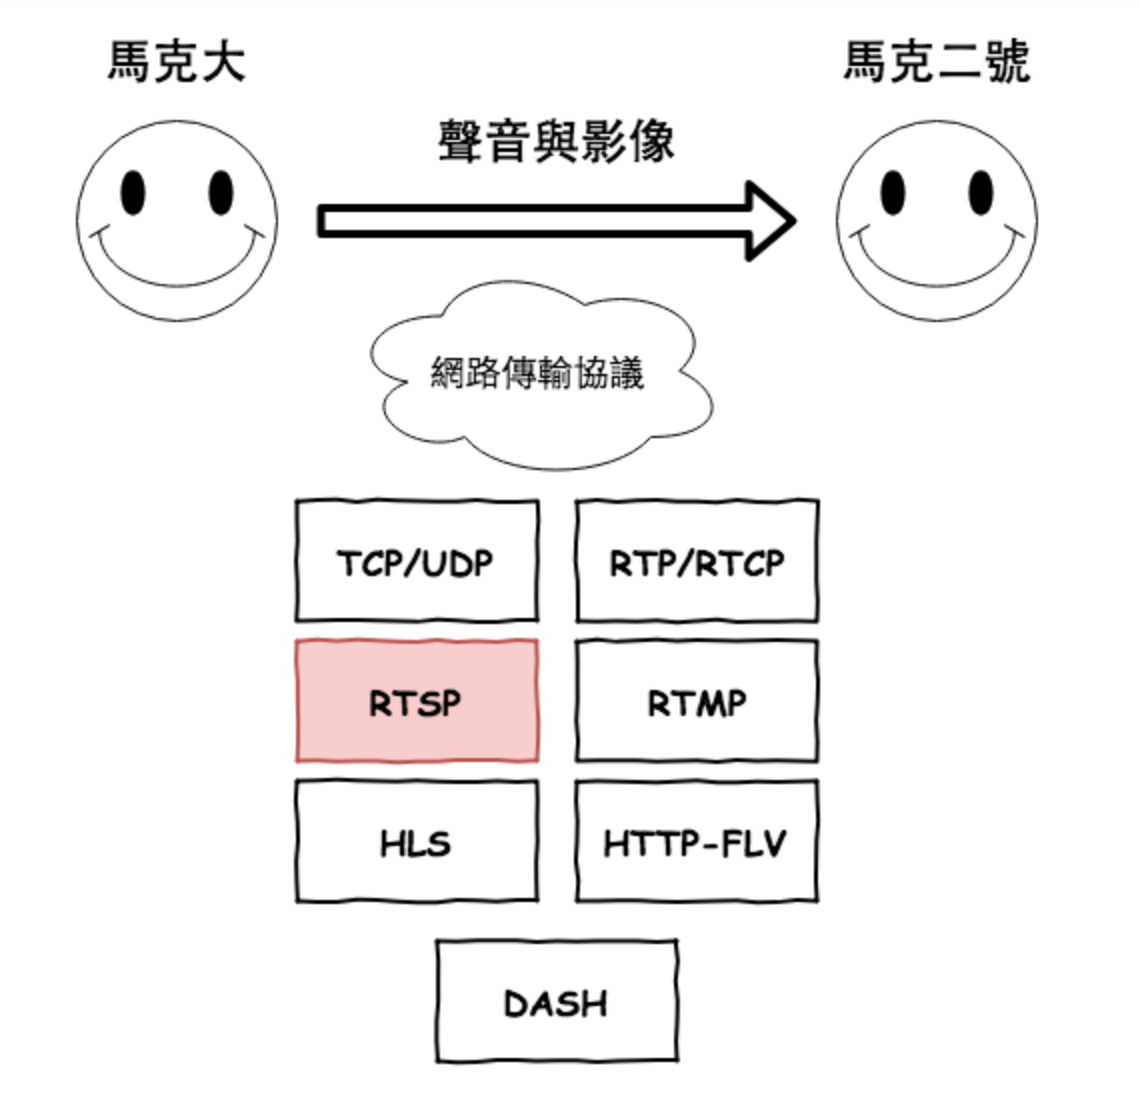 馬克大
馬克二號
聲音與影像
網路傳輸協議
TCP/UDP
RTP/RTCP
RTSP
RTMP
HLS
HTTP-FLV
DASH